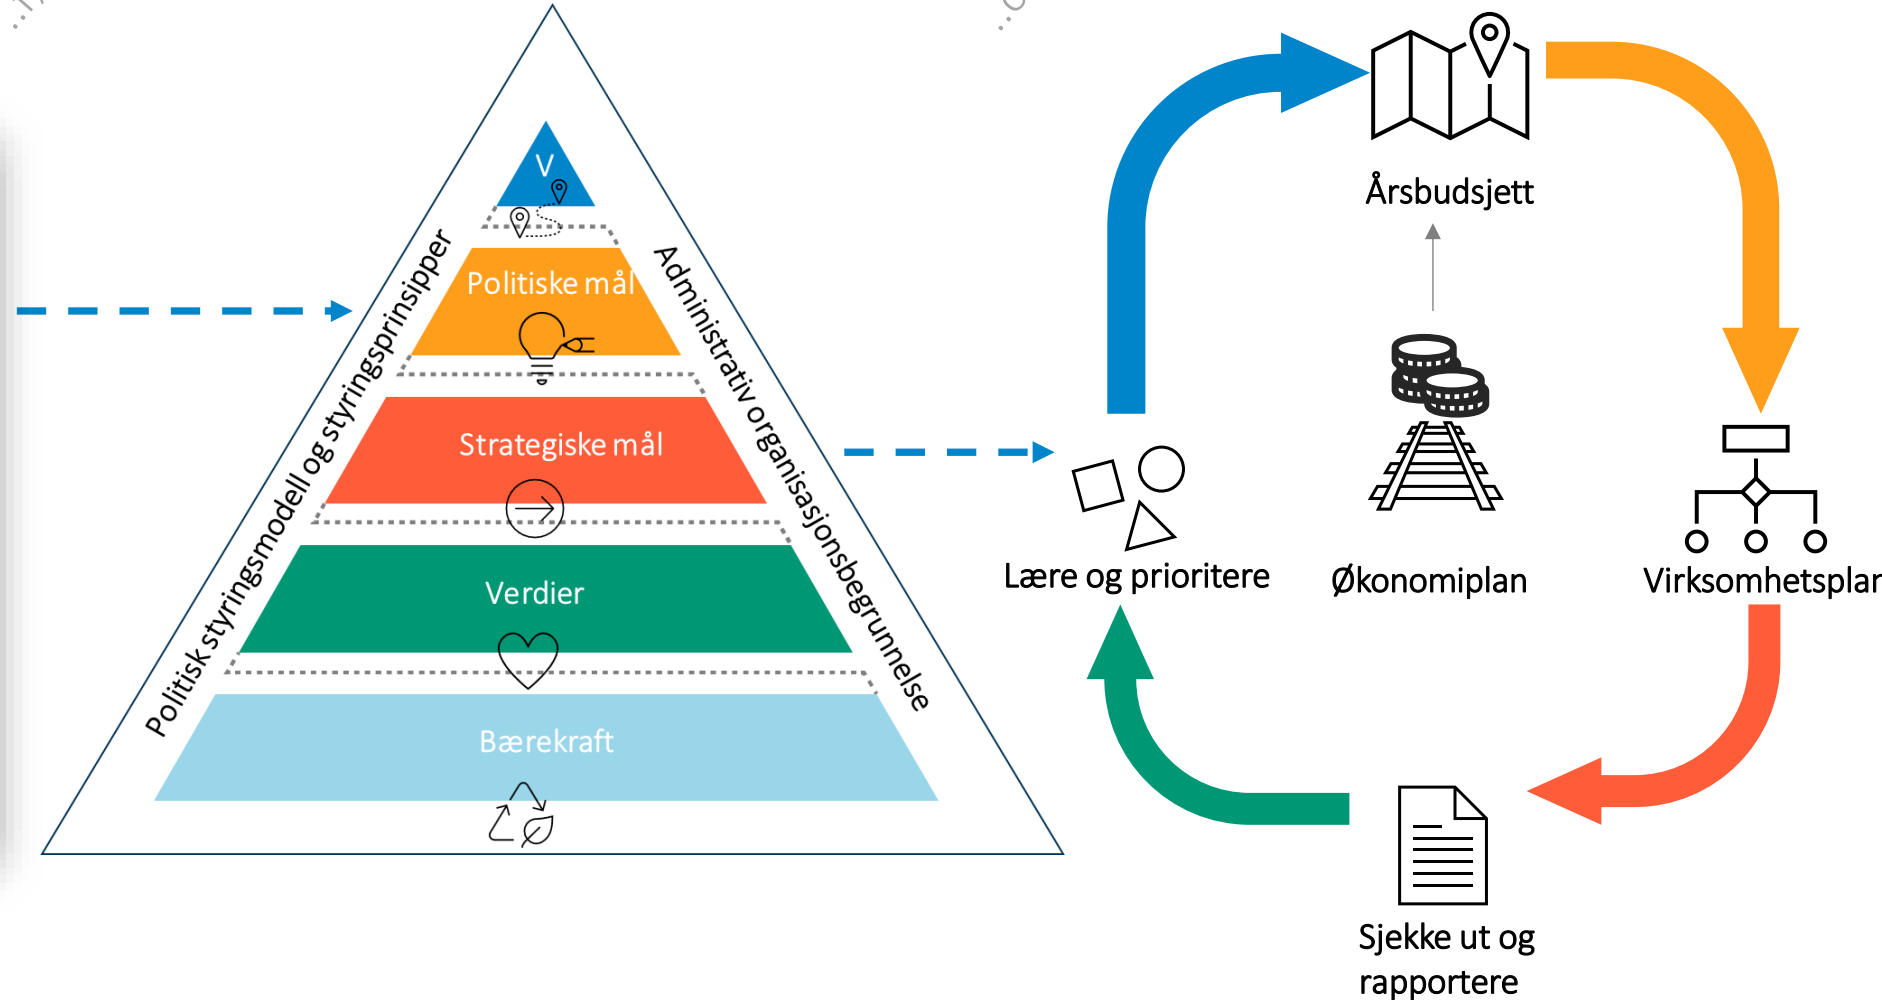 V
Politiske mål
Strategiske mål
Verdier
Bærekraft
Politisk styringsmodell og styringsprinsipper
Administrativ organisasjonsbegrunnelse
Årsbudsjett
Lære og prioritere
Økonomiplan
Virksomhetsplan
Sjekke ut og
rapportere